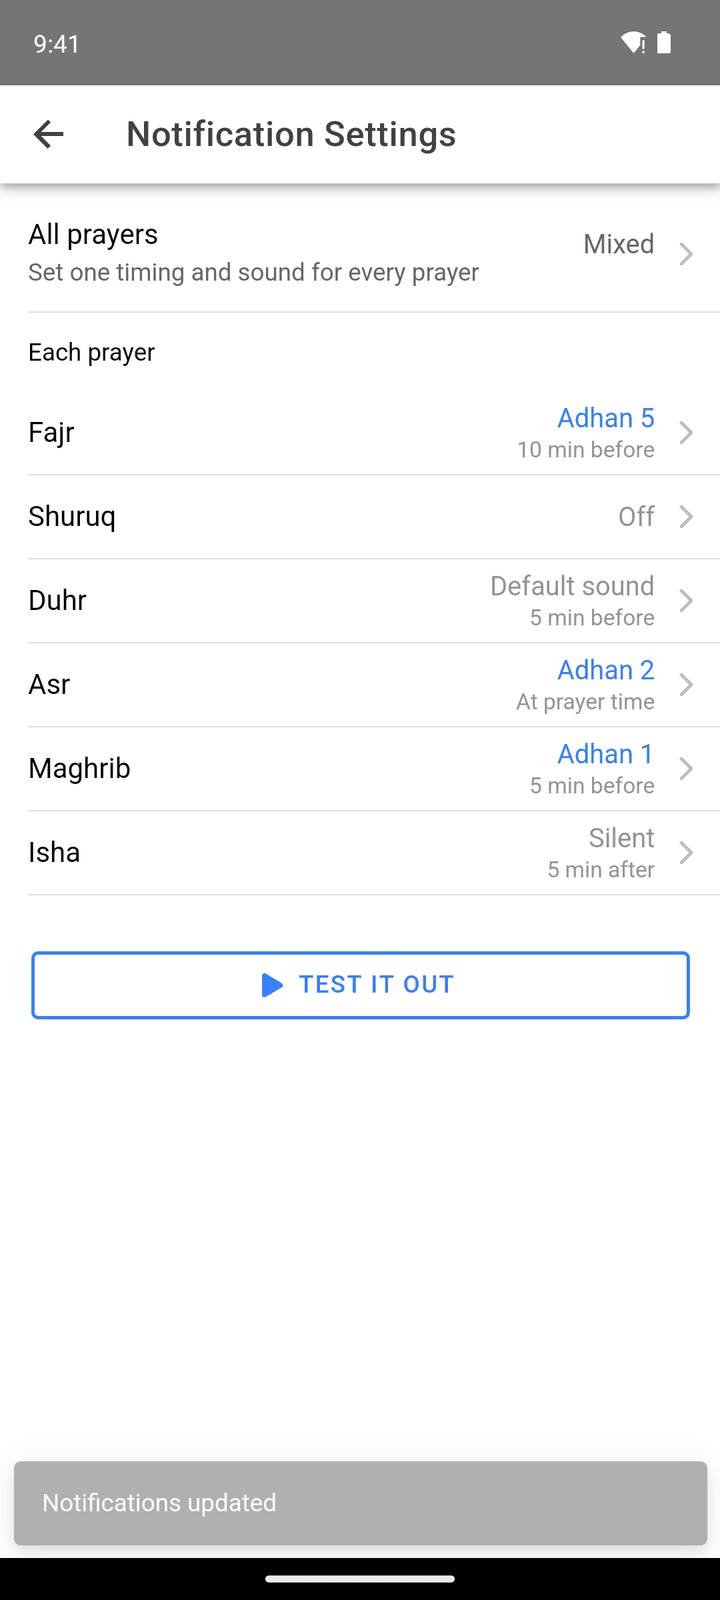 9:41
Notification Settings
All prayers
Mixed
Set one timing and sound for every prayer
Each prayer
Fajr
Adhan 5
10 min before
Shuruq
Off
Duhr
Default sound
5 min before
Asr
Adhan 2
At prayer time
Maghrib
Adhan 1
5 min before
Isha
Silent
5 min after
TEST IT OUT
Notifications updated